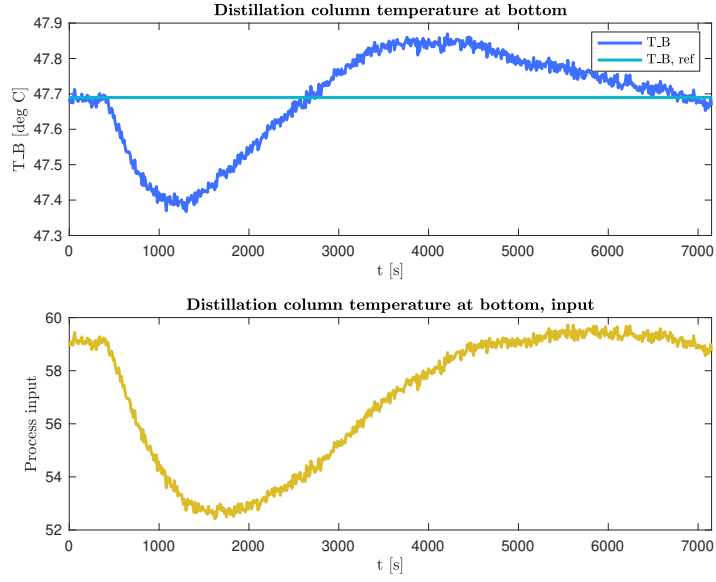 Distillation column temperature at bottom
47.9
47.8
47.7
47.6
47.5
47.4
47.3
T_B [deg C]
T_B
T_B, ref
0 1000 2000 3000 4000 5000 6000 7000
t [s]
Distillation column temperature at bottom, input
60
58
56
54
52
Process input
0 1000 2000 3000 4000 5000 6000 7000
t [s]